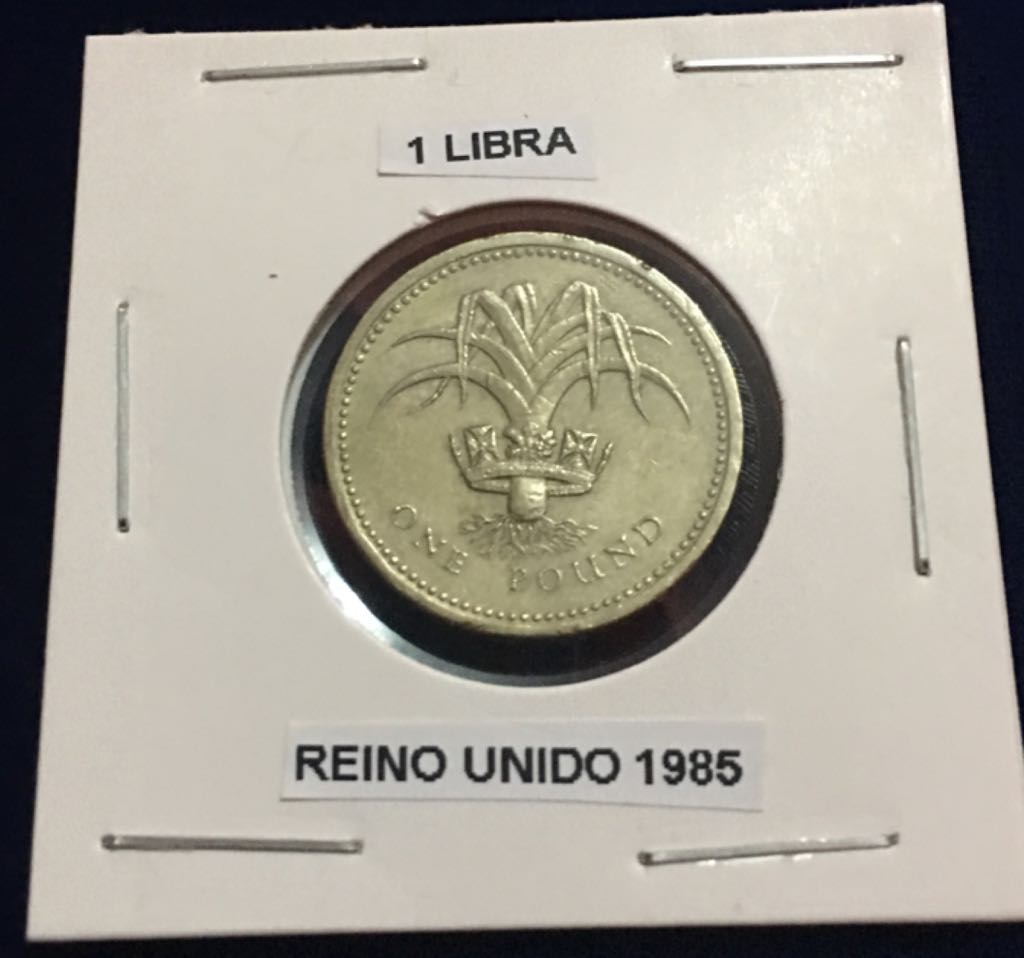 1 LIBRA
ONE POUND
REINO UNIDO 1985